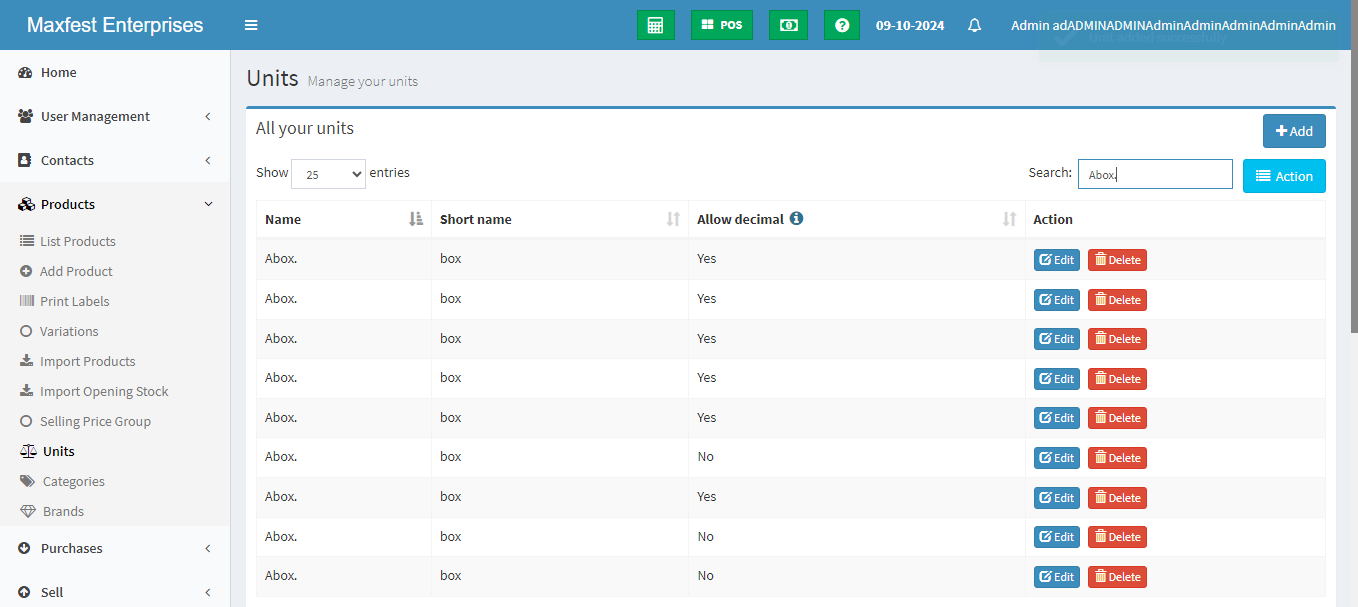 Maxfest Enterprises
POS
09-10-2024
Admin adADMINADMINAdminAdminAdminAdminAdmin
Home
User Management
Contacts
Products
List Products
Add Product
Print Labels
Variations
Import Products
Import Opening Stock
Selling Price Group
Units
Categories
Brands
Purchases
Sell
Units Manage your units
All your units
Add
Show 25 entries
Search: Abox.
Action
Name Short name Allow decimal Action
Abox. box Yes Edit Delete
Abox. box Yes Edit Delete
Abox. box Yes Edit Delete
Abox. box Yes Edit Delete
Abox. box Yes Edit Delete
Abox. box No Edit Delete
Abox. box Yes Edit Delete
Abox. box No Edit Delete
Abox. box No Edit Delete